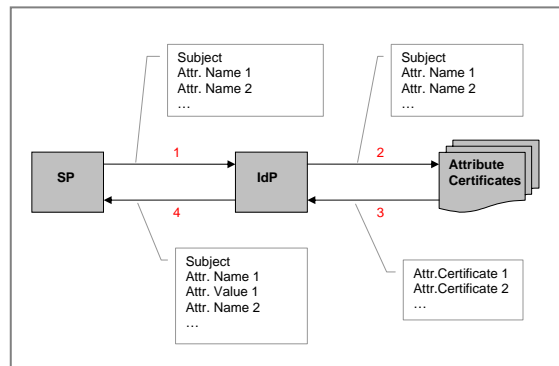 Subject
Attr. Name 1
Attr. Name 2
…
Subject
Attr. Name 1
Attr. Name 2
…
1
2
SP
IdP
Attribute
Certificates
4
3
Subject
Attr. Name 1
Attr. Value 1
Attr. Name 2
…
Attr.Certificate 1
Attr.Certificate 2
…